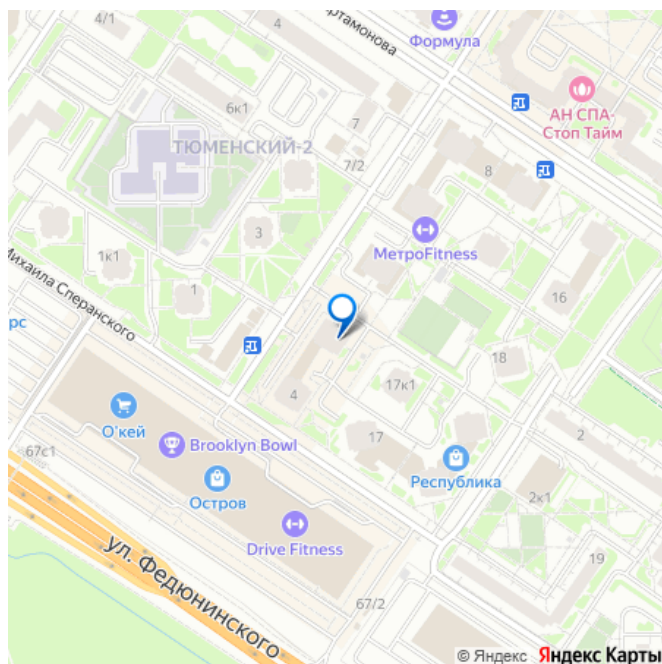 4/1
ртамонова
Формула
АН СПА-
Стоп Тайм
6к1
7
ТЮМЕНСКИЙ-2
7/2
8
3
МетроFitness
1к1
1
16
Михаила Сперанского
рс
18
17к1
4
О'кей
17
2
67с1
Brooklyn Bowl
Остров
Республика
2к1
Drive Fitness
ул. Федюнинского
19
67/2
© Яндекс Яндекс Карты